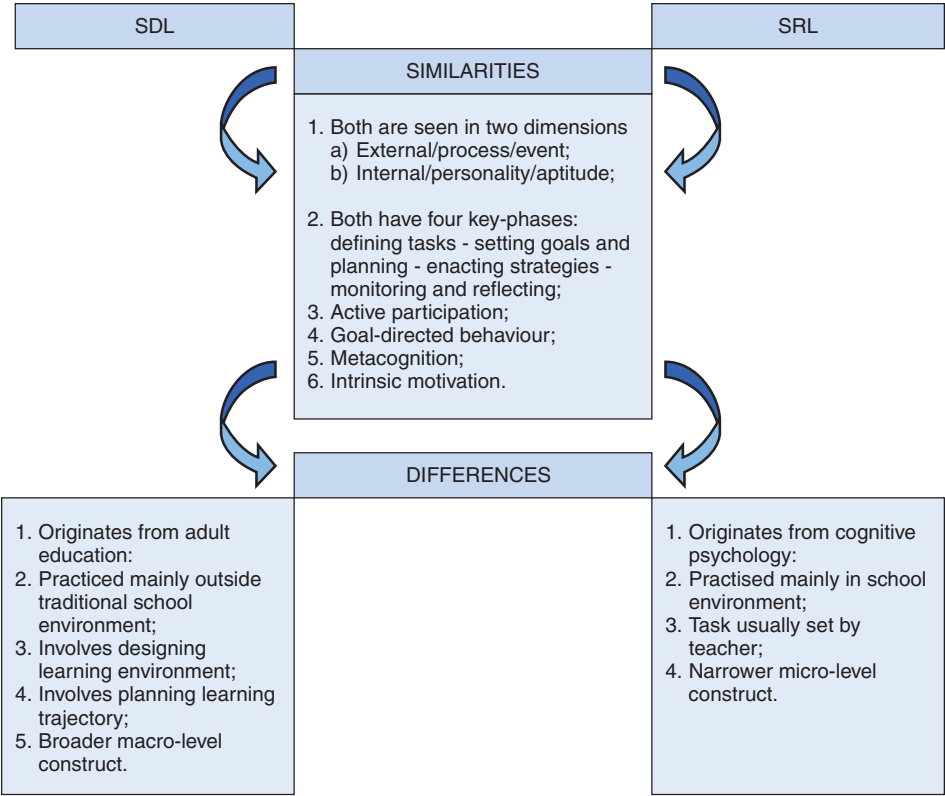 SDL
SRL
SIMILARITIES
1. Both are seen in two dimensions
a) External/process/event;
b) Internal/personality/aptitude;
2. Both have four key-phases:
defining tasks - setting goals and
planning - enacting strategies -
monitoring and reflecting;
3. Active participation;
4. Goal-directed behaviour;
5. Metacognition;
6. Intrinsic motivation.
DIFFERENCES
1. Originates from adult
education:
2. Practiced mainly outside
traditional school
environment;
3. Involves designing
learning environment;
4. Involves planning learning
trajectory;
5. Broader macro-level
construct.
1. Originates from cognitive
psychology:
2. Practised mainly in school
environment;
3. Task usually set by
teacher;
4. Narrower micro-level
construct.